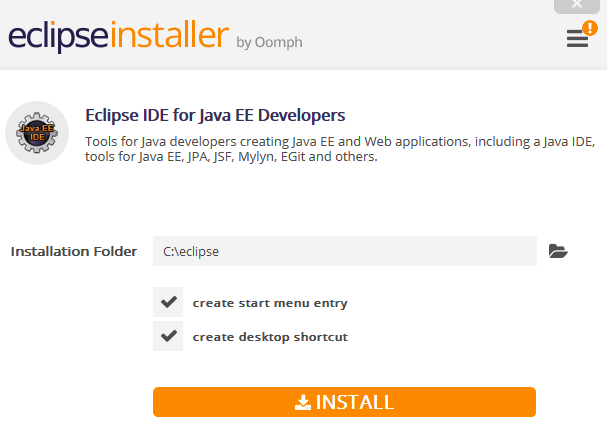 eclipseinstaller by Oomph
!
Java EE
IDE
Eclipse IDE for Java EE Developers
Tools for Java developers creating Java EE and Web applications, including a Java IDE,
tools for Java EE, JPA, JSF, Mylyn, EGit and others.
Installation Folder C:\eclipse
create start menu entry
create desktop shortcut
INSTALL